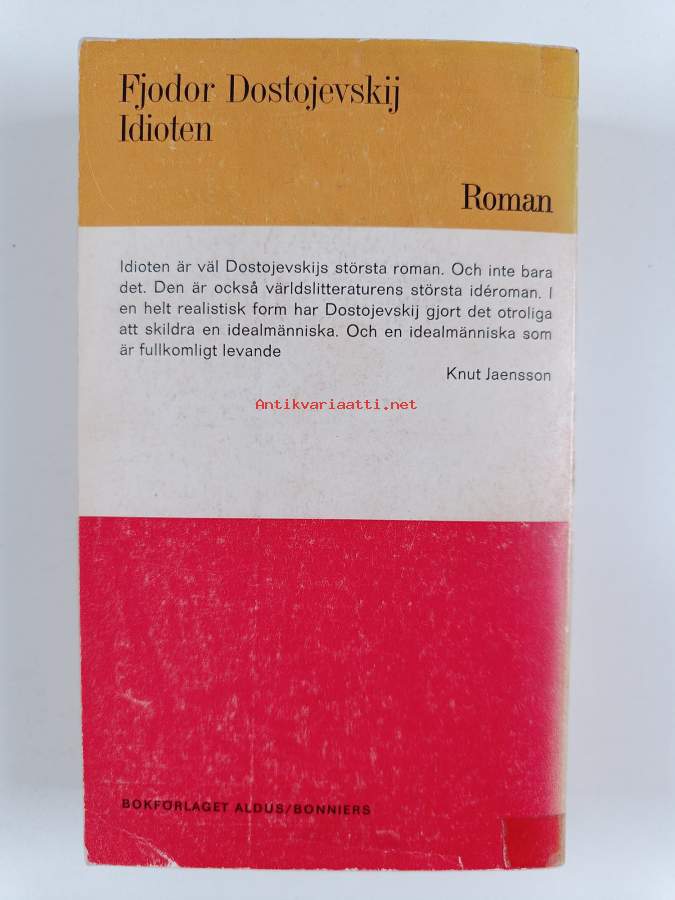 Fjodor Dostojevskij
Idioten
Roman
Idioten är väl Dostojevskijs största roman. Och inte bara
det. Den är också världslitteraturens största idéroman. I
en helt realistisk form har Dostojevskij gjort det otroliga
att skildra en idealmänniska. Och en idealmänniska som
är fullkomligt levande
Knut Jaensson
Antikvariaatti.net
BOKFÖRLAGET ALDUS/BONNIERS